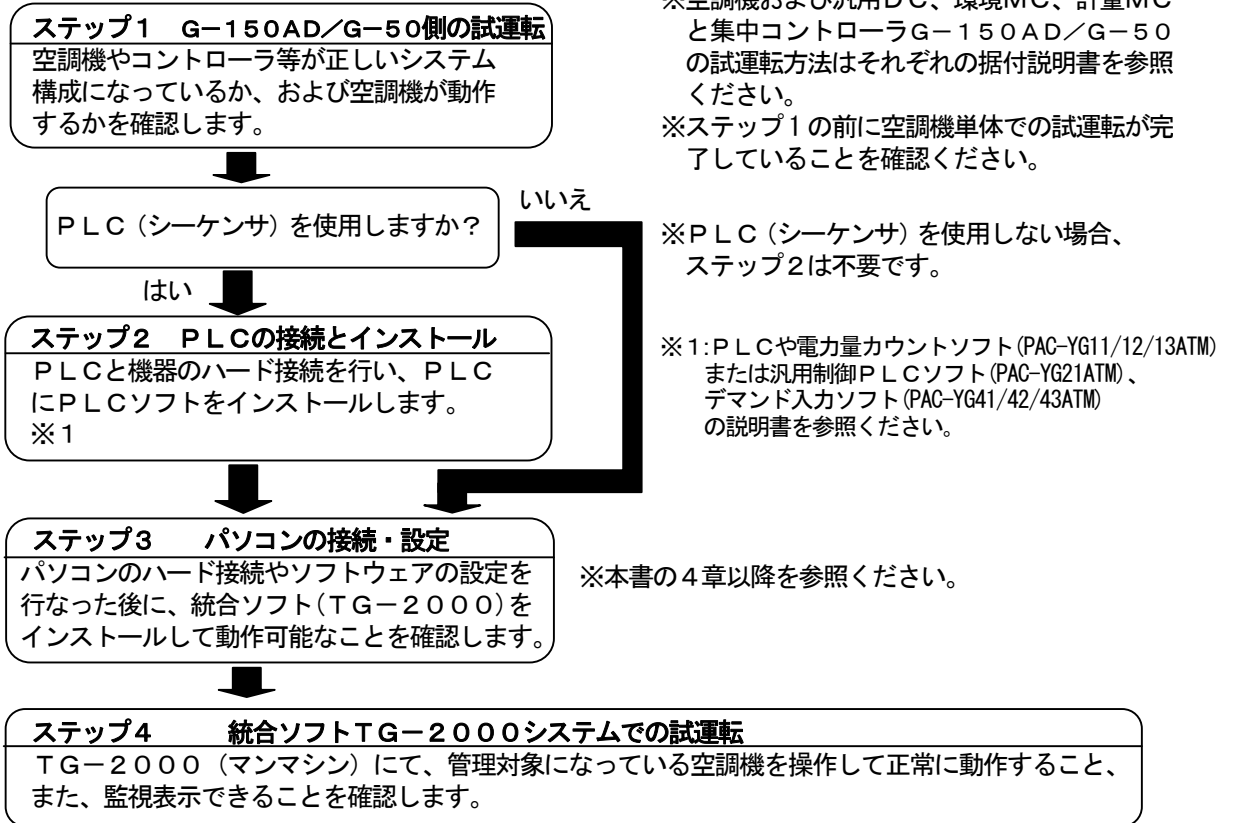 ※空調機および汎用DC、環境MC、計量MC
と集中コントローラG－150AD／G－50
の試運転方法はそれぞれの据付説明書を参照
ください。
※ステップ1の前に空調機単体での試運転が完
了していることを確認ください。
ステップ1　G－150AD／G－50側の試運転
空調機やコントローラ等が正しいシステム
構成になっているか、および空調機が動作
するかを確認します。
PLC（シーケンサ）を使用しますか？
いいえ
はい
※PLC（シーケンサ）を使用しない場合、
ステップ2は不要です。
ステップ2　PLCの接続とインストール
PLCと機器のハード接続を行い、PLC
にPLCソフトをインストールします。
※1
※1:PLCや電力量カウントソフト(PAC-YG11/12/13ATM)
または汎用制御PLCソフト(PAC-YG21ATM)、
デマンド入力ソフト(PAC-YG41/42/43ATM)
の説明書を参照ください。
ステップ3　パソコンの接続・設定
パソコンのハード接続やソフトウェアの設定を
行なった後に、統合ソフト(TG－2000)を
インストールして動作可能なことを確認します。
※本書の4章以降を参照ください。
ステップ4　統合ソフトTG－2000システムでの試運転
TG－2000（マンマシン）にて、管理対象になっている空調機を操作して正常に動作すること、
また、監視表示できることを確認します。